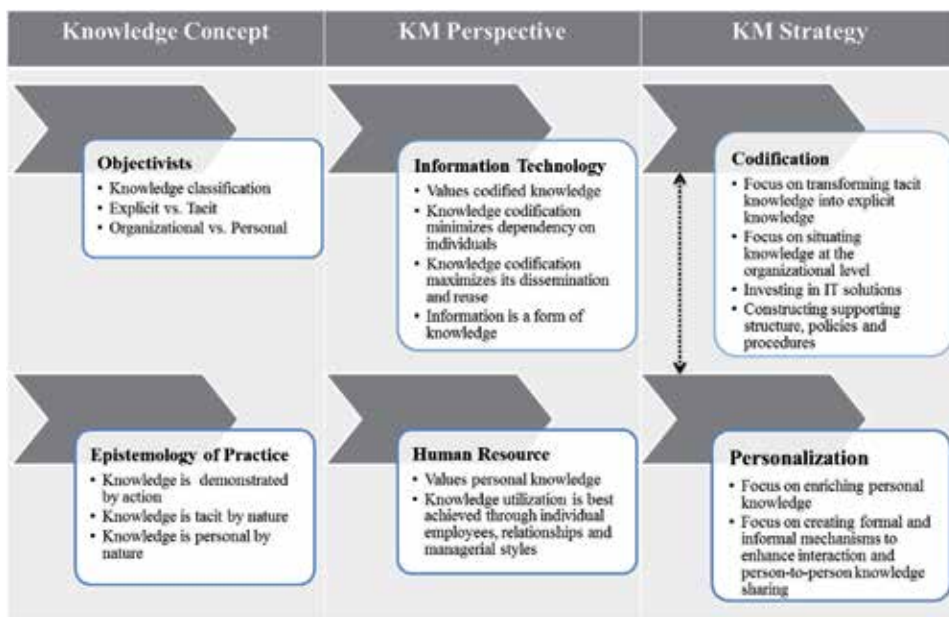 Knowledge Concept
KM Perspective
KM Strategy
Objectivists
• Knowledge classification
• Explicit vs. Tacit
• Organizational vs. Personal
Information Technology
• Values codified knowledge
• Knowledge codification
minimizes dependency on
individuals
• Knowledge codification
maximizes its dissemination
and reuse
• Information is a form of
knowledge
Codification
• Focus on transforming tacit
knowledge into explicit
knowledge
• Focus on situating
knowledge at the
organizational level
• Investing in IT solutions
• Constructing supporting
structure, policies and
procedures
Epistemology of Practice
• Knowledge is demonstrated
by action
• Knowledge is tacit by nature
• Knowledge is personal by
nature
Human Resource
• Values personal knowledge
• Knowledge utilization is best
achieved through individual
employees, relationships and
managerial styles
Personalization
• Focus on enriching personal
knowledge
• Focus on creating formal and
informal mechanisms to
enhance interaction and
person-to-person knowledge
sharing